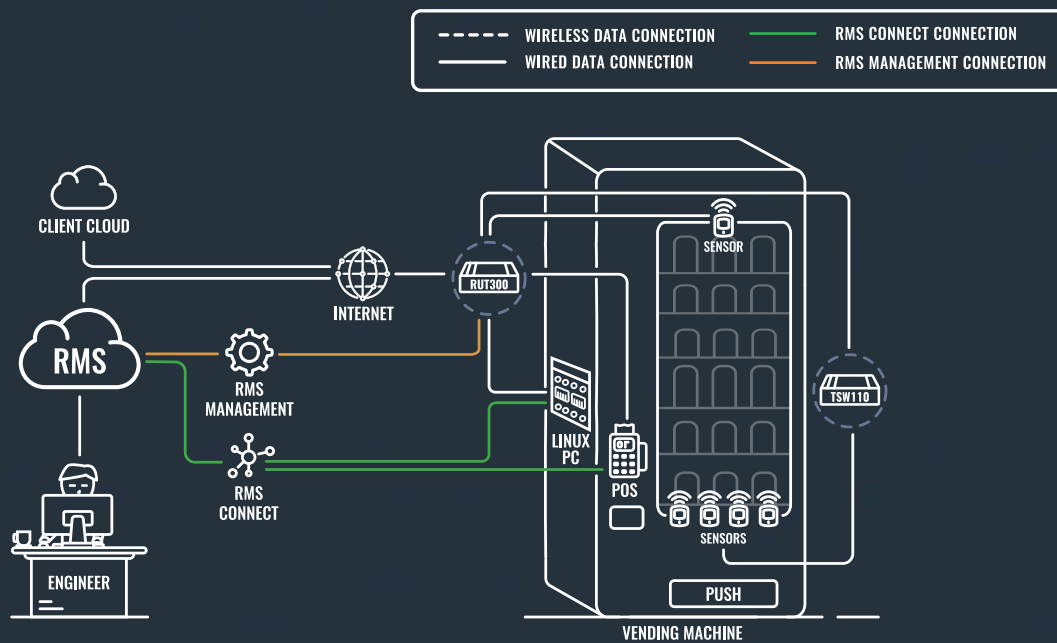 WIRELESS DATA CONNECTION
RMS CONNECT CONNECTION
WIRED DATA CONNECTION
RMS MANAGEMENT CONNECTION
CLIENT CLOUD
SENSOR
RUT300
INTERNET
RMS
RMS
MANAGEMENT
TSW110
LINUX
PC
POS
RMS
CONNECT
SENSORS
ENGINEER
PUSH
VENDING MACHINE